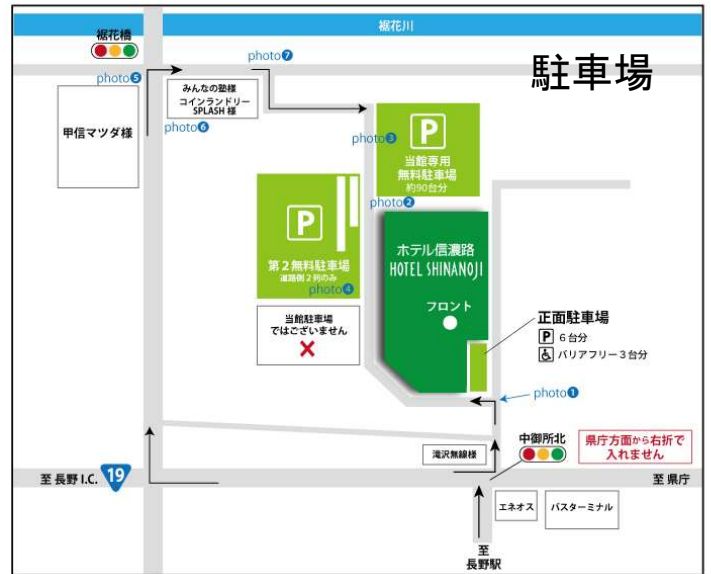 裾花川
裾花橋
photo❼
駐車場
photo❺
みんなの塾様
コインランドリー
SPLASH 様
photo❻
甲信マツダ様
P
photo❸
当館専用
無料駐車場
約90台分
photo❷
P
第2無料駐車場
道路側2列のみ
photo❹
ホテル信濃路
HOTEL SHINANOJI
フロント
当館駐車場
ではございません
正面駐車場
P 6台分
バリアフリー3台分
photo❶
中御所北
県庁方面から右折で
入れません
滝沢無線様
至 長野 I.C. 19
至 県庁
エネオス
バスターミナル
至
長野駅